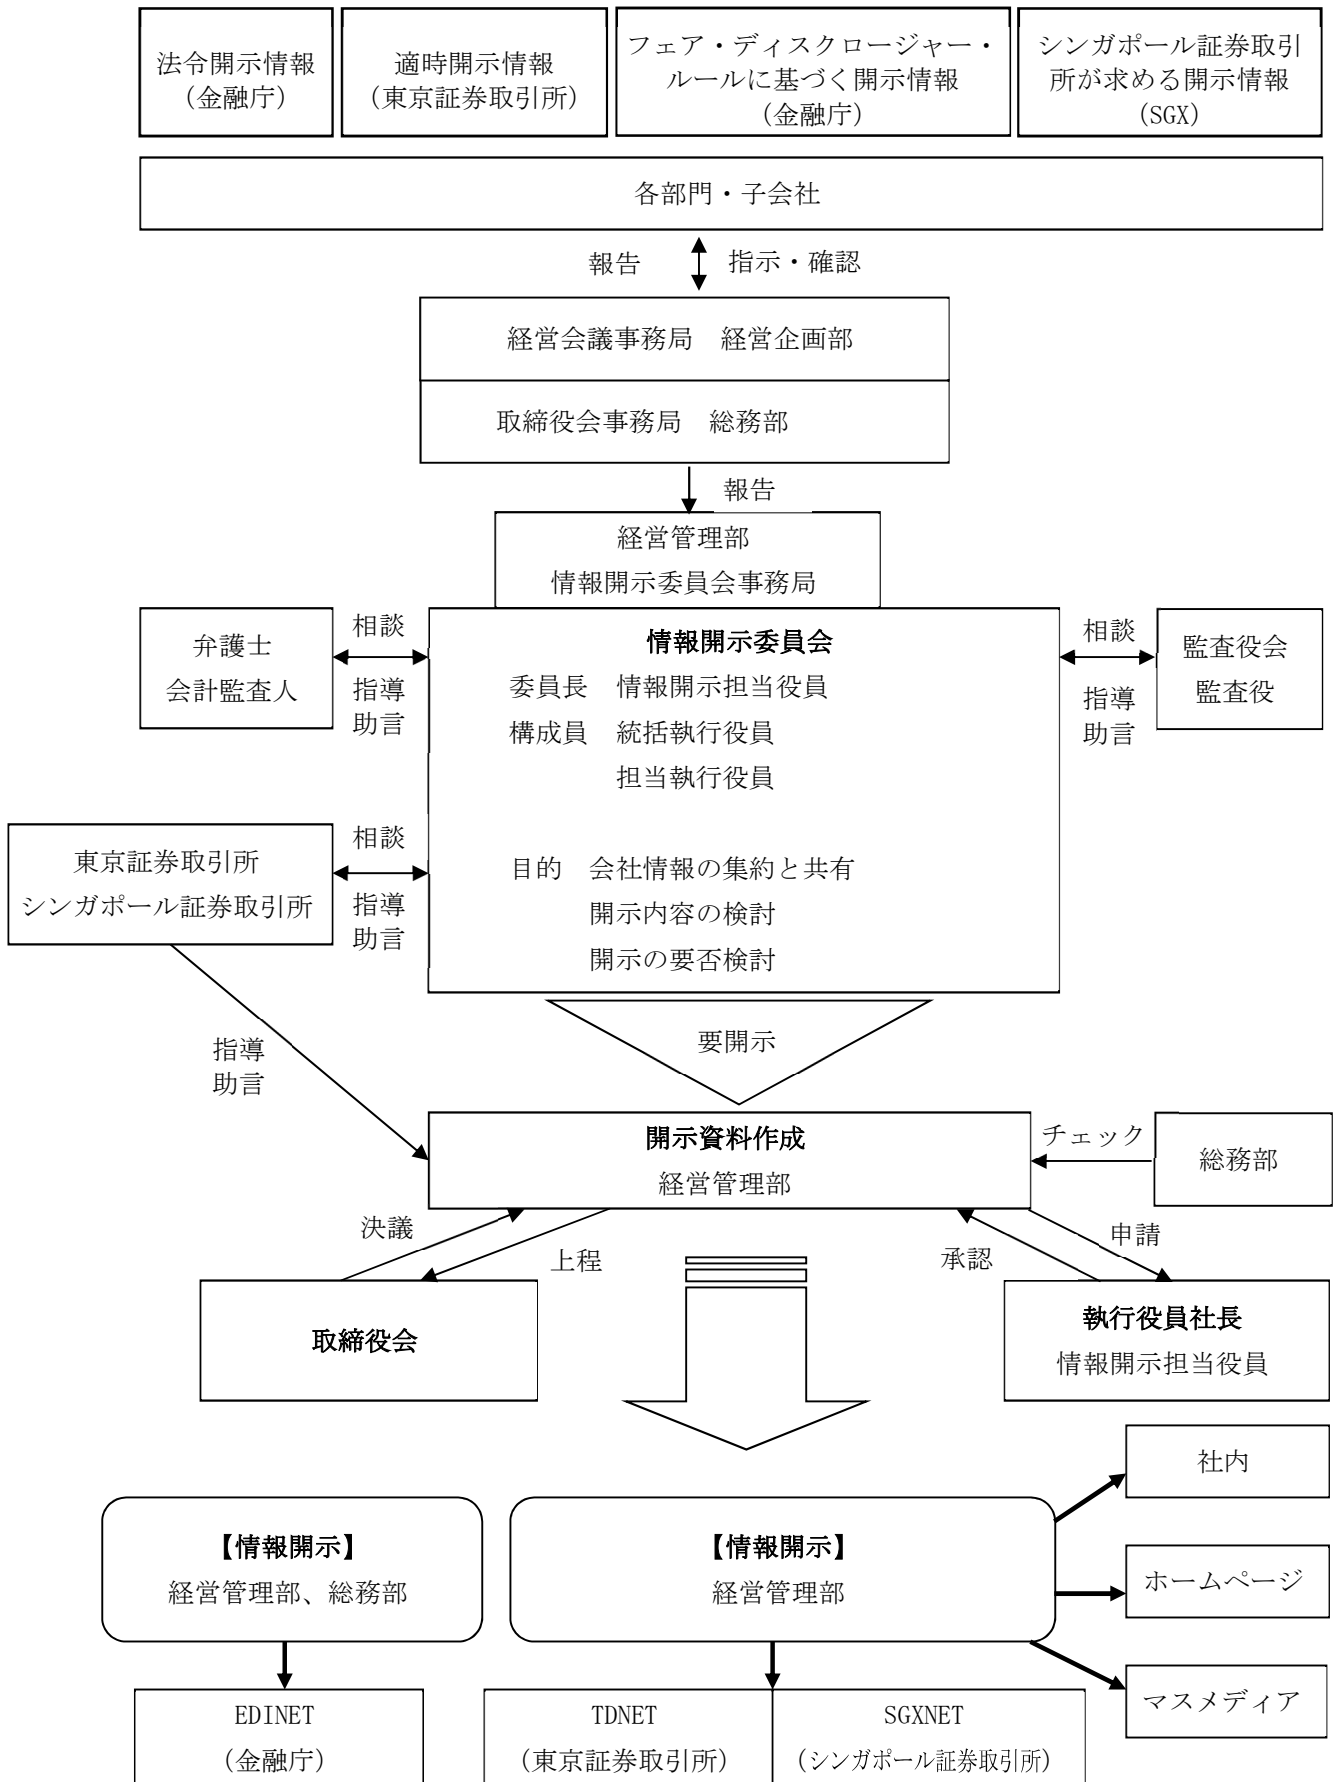 法令開示情報
（金融庁）
適時開示情報
（東京証券取引所）
フェア・ディスクロージャー・
ルールに基づく開示情報
（金融庁）
シンガポール証券取引
所が求める開示情報
（SGX）
各部門・子会社
報告
指示・確認
経営会議事務局　経営企画部
取締役会事務局　総務部
報告
経営管理部
情報開示委員会事務局
弁護士
会計監査人
相談
指導
助言
情報開示委員会
委員長　情報開示担当役員
構成員　統括執行役員
担当執行役員
目的　会社情報の集約と共有
開示内容の検討
開示の要否検討
相談
指導
助言
監査役会
監査役
東京証券取引所
シンガポール証券取引所
相談
指導
助言
要開示
指導
助言
開示資料作成
経営管理部
チェック
総務部
決議
上程
承認
申請
取締役会
執行役員社長
情報開示担当役員
【情報開示】
経営管理部、総務部
【情報開示】
経営管理部
社内
ホームページ
マスメディア
EDINET
（金融庁）
TDNET
（東京証券取引所）
SGXNET
（シンガポール証券取引所）